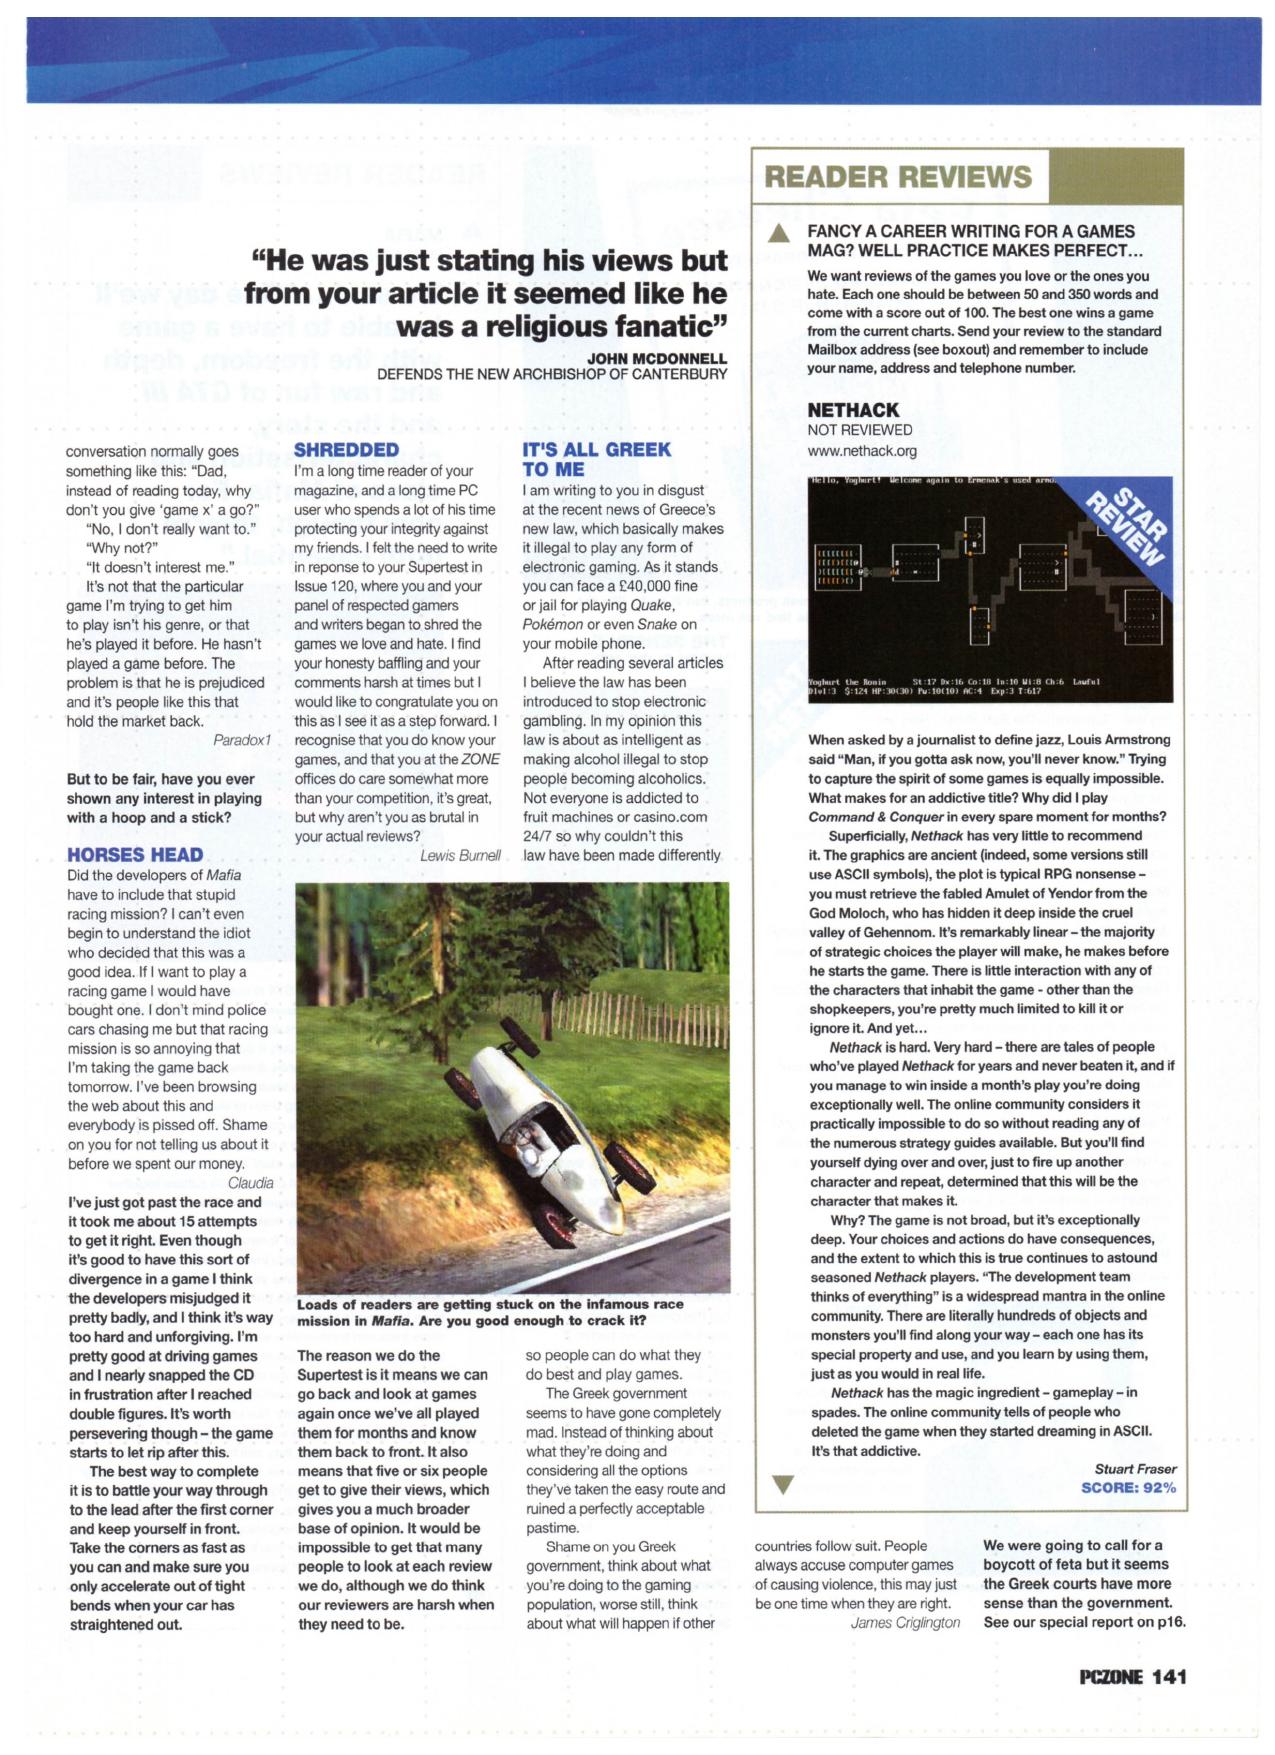 "He was just stating his views but
from your article it seemed like he
was a religious fanatic"
JOHN MCDONNELL
DEFENDS THE NEW ARCHBISHOP OF CANTERBURY
conversation normally goes
something like this: "Dad,
instead of reading today, why
don't you give 'game x' a go?"
"No, I don't really want to."
"Why not?"
"It doesn't interest me."
It's not that the particular
game I'm trying to get him
to play isn't his genre, or that
he's played it before. He hasn't
played a game before. The
problem is that he is prejudiced
and it's people like this that
hold the market back.
Paradox1
But to be fair, have you ever
shown any interest in playing
with a hoop and a stick?
HORSES HEAD
Did the developers of Mafia
have to include that stupid
racing mission? I can't even
begin to understand the idiot
who decided that this was a
good idea. If I want to play a
racing game I would have
bought one. I don't mind police
cars chasing me but that racing
mission is so annoying that
I'm taking the game back
tomorrow. I've been browsing
the web about this and
everybody is pissed off. Shame
on you for not telling us about it
before we spent our money.
Claudia
I've just got past the race and
it took me about 15 attempts
to get it right. Even though
it's good to have this sort of
divergence in a game I think
the developers misjudged it
pretty badly, and I think it's way
too hard and unforgiving. I'm
pretty good at driving games
and I nearly snapped the CD
in frustration after I reached
double figures. It's worth
persevering though – the game
starts to let rip after this.
The best way to complete
it is to battle your way through
to the lead after the first corner
and keep yourself in front.
Take the corners as fast as
you can and make sure you
only accelerate out of tight
bends when your car has
straightened out.
SHREDDED
I'm a long time reader of your
magazine, and a long time PC
user who spends a lot of his time
protecting your integrity against
my friends. I felt the need to write
in reponse to your Supertest in
Issue 120, where you and your
panel of respected gamers
and writers began to shred the
games we love and hate. I find
your honesty baffling and your
comments harsh at times but I
would like to congratulate you on
this as I see it as a step forward. I
recognise that you do know your
games, and that you at the ZONE
offices do care somewhat more
than your competition, it's great,
but why aren't you as brutal in
your actual reviews?
Lewis Burnell
Loads of readers are getting stuck on the infamous race
mission in Mafia. Are you good enough to crack it?
The reason we do the
Supertest is it means we can
go back and look at games
again once we've all played
them for months and know
them back to front. It also
means that five or six people
get to give their views, which
gives you a much broader
base of opinion. It would be
impossible to get that many
people to look at each review
we do, although we do think
our reviewers are harsh when
they need to be.
IT'S ALL GREEK
TO ME
I am writing to you in disgust
at the recent news of Greece's
new law, which basically makes
it illegal to play any form of
electronic gaming. As it stands
you can face a £40,000 fine
or jail for playing Quake,
Pokémon or even Snake on
your mobile phone.
After reading several articles
I believe the law has been
introduced to stop electronic
gambling. In my opinion this
law is about as intelligent as
making alcohol illegal to stop
people becoming alcoholics.
Not everyone is addicted to
fruit machines or casino.com
24/7 so why couldn't this
law have been made differently
so people can do what they
do best and play games.
The Greek government
seems to have gone completely
mad. Instead of thinking about
what they're doing and
considering all the options
they've taken the easy route and
ruined a perfectly acceptable
pastime.
Shame on you Greek
government, think about what
you're doing to the gaming
population, worse still, think
about what will happen if other
countries follow suit. People
always accuse computer games
of causing violence, this may just
be one time when they are right.
James Criglington
We were going to call for a
boycott of feta but it seems
the Greek courts have more
sense than the government.
See our special report on p16.
READER REVIEWS
FANCY A CAREER WRITING FOR A GAMES
MAG? WELL PRACTICE MAKES PERFECT...
We want reviews of the games you love or the ones you
hate. Each one should be between 50 and 350 words and
come with a score out of 100. The best one wins a game
from the current charts. Send your review to the standard
Mailbox address (see boxout) and remember to include
your name, address and telephone number.
NETHACK
NOT REVIEWED
www.nethack.org
Hello, Yoghurt! Welcome again to Ermenak's used armo
STAR
REVIEW
Yoghurt the Ronin St:17 Dx:16 Co:18 In:10 Wi:8 Ch:6 Lawful
Dlvl:3 $:124 HP:30(30) Pw:10(10) AC:4 Exp:3 T:617
When asked by a journalist to define jazz, Louis Armstrong
said "Man, if you gotta ask now, you'll never know." Trying
to capture the spirit of some games is equally impossible.
What makes for an addictive title? Why did I play
Command & Conquer in every spare moment for months?
Superficially, Nethack has very little to recommend
it. The graphics are ancient (indeed, some versions still
use ASCII symbols), the plot is typical RPG nonsense –
you must retrieve the fabled Amulet of Yendor from the
God Moloch, who has hidden it deep inside the cruel
valley of Gehennom. It's remarkably linear – the majority
of strategic choices the player will make, he makes before
he starts the game. There is little interaction with any of
the characters that inhabit the game - other than the
shopkeepers, you're pretty much limited to kill it or
ignore it. And yet...
Nethack is hard. Very hard – there are tales of people
who've played Nethack for years and never beaten it, and if
you manage to win inside a month's play you're doing
exceptionally well. The online community considers it
practically impossible to do so without reading any of
the numerous strategy guides available. But you'll find
yourself dying over and over, just to fire up another
character and repeat, determined that this will be the
character that makes it.
Why? The game is not broad, but it's exceptionally
deep. Your choices and actions do have consequences,
and the extent to which this is true continues to astound
seasoned Nethack players. "The development team
thinks of everything" is a widespread mantra in the online
community. There are literally hundreds of objects and
monsters you'll find along your way – each one has its
special property and use, and you learn by using them,
just as you would in real life.
Nethack has the magic ingredient – gameplay – in
spades. The online community tells of people who
deleted the game when they started dreaming in ASCII.
It's that addictive.
Stuart Fraser
SCORE: 92%
PCZONE 141